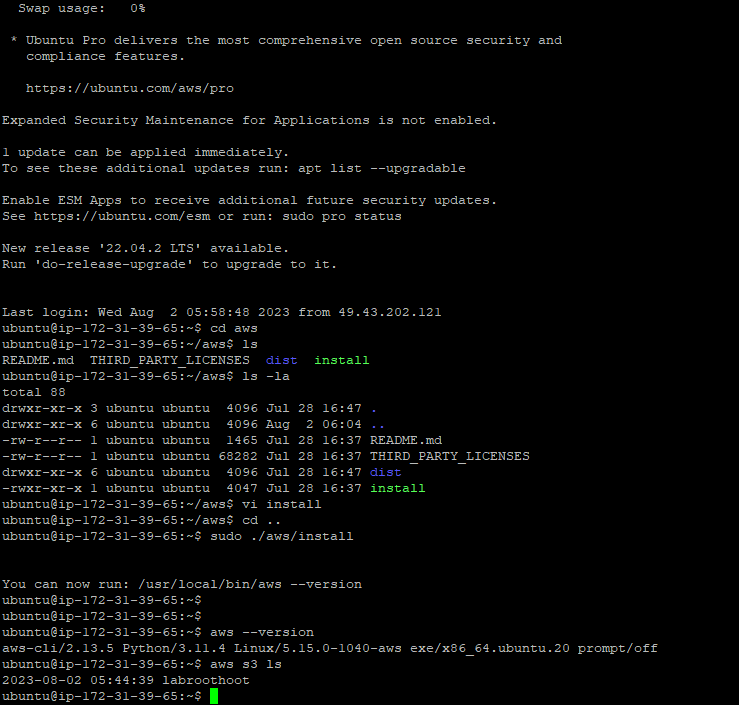 Swap usage:   0%
* Ubuntu Pro delivers the most comprehensive open source security and
compliance features.
https://ubuntu.com/aws/pro
Expanded Security Maintenance for Applications is not enabled.
1 update can be applied immediately.
To see these additional updates run: apt list --upgradable
Enable ESM Apps to receive additional future security updates.
See https://ubuntu.com/esm or run: sudo pro status
New release '22.04.2 LTS' available.
Run 'do-release-upgrade' to upgrade to it.
Last login: Wed Aug  2 05:58:48 2023 from 49.43.202.121
ubuntu@ip-172-31-39-65:~$ cd aws
ubuntu@ip-172-31-39-65:~/aws$ ls
README.md  THIRD_PARTY_LICENSES  dist  install
ubuntu@ip-172-31-39-65:~/aws$ ls -la
total 88
drwxr-xr-x 3 ubuntu ubuntu  4096 Jul 28 16:47 .
drwxr-xr-x 6 ubuntu ubuntu  4096 Aug  2 06:04 ..
-rw-r--r-- 1 ubuntu ubuntu  1465 Jul 28 16:37 README.md
-rw-r--r-- 1 ubuntu ubuntu 68282 Jul 28 16:37 THIRD_PARTY_LICENSES
drwxr-xr-x 6 ubuntu ubuntu  4096 Jul 28 16:47 dist
-rwxr-xr-x 1 ubuntu ubuntu  4047 Jul 28 16:37 install
ubuntu@ip-172-31-39-65:~/aws$ vi install
ubuntu@ip-172-31-39-65:~/aws$ cd ..
ubuntu@ip-172-31-39-65:~$ sudo ./aws/install
You can now run: /usr/local/bin/aws --version
ubuntu@ip-172-31-39-65:~$
ubuntu@ip-172-31-39-65:~$
ubuntu@ip-172-31-39-65:~$ aws --version
aws-cli/2.13.5 Python/3.11.4 Linux/5.15.0-1040-aws exe/x86_64.ubuntu.20 prompt/off
ubuntu@ip-172-31-39-65:~$ aws s3 ls
2023-08-02 05:44:39 labroothoot
ubuntu@ip-172-31-39-65:~$